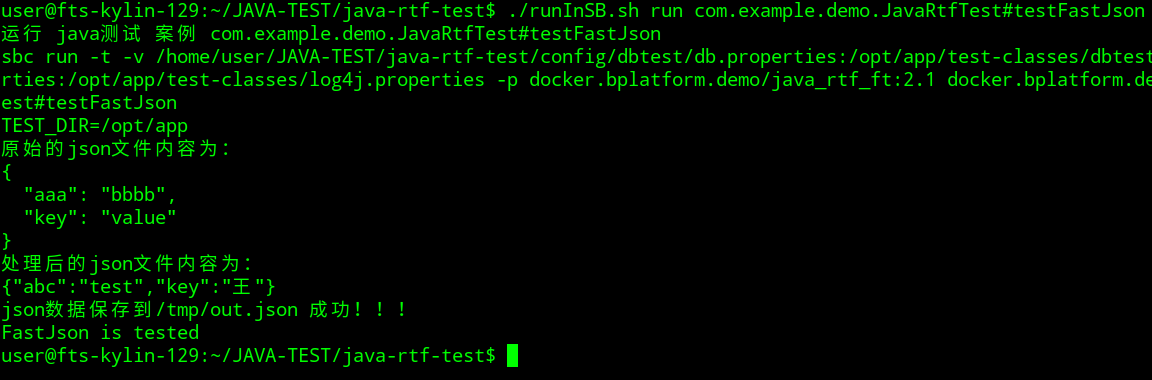 user@fts-kylin-129:~/JAVA-TEST/java-rtf-test$ ./runInSB.sh run com.example.demo.JavaRtfTest#testFastJson
运行 java测试 案例 com.example.demo.JavaRtfTest#testFastJson
sbc run -t -v /home/user/JAVA-TEST/java-rtf-test/config/dbtest/db.properties:/opt/app/test-classes/dbtest
rties:/opt/app/test-classes/log4j.properties -p docker.bplatform.demo/java_rtf_ft:2.1 docker.bplatform.de
est#testFastJson
TEST_DIR=/opt/app
原始的json文件内容为:
{
  "aaa": "bbbb",
  "key": "value"
}
处理后的json文件内容为:
{"abc":"test","key":"王"}
json数据保存到/tmp/out.json 成功！！！
FastJson is tested
user@fts-kylin-129:~/JAVA-TEST/java-rtf-test$